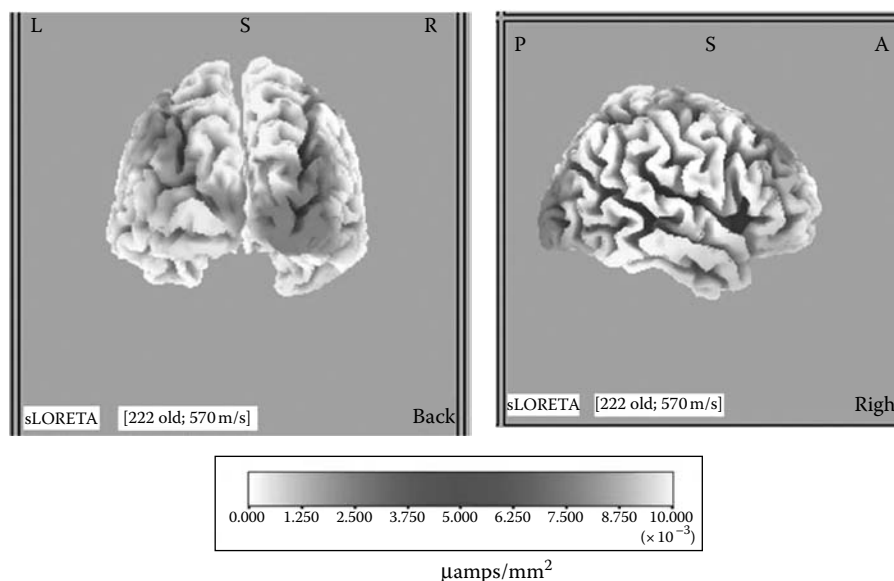 L S R
P S A
sLORETA [222 old; 570 m/s] Back
sLORETA [222 old; 570 m/s] Righ
0.000 1.250 2.500 3.750 5.000 6.250 7.500 8.750 10.000
(× 10⁻³)
µamps/mm²